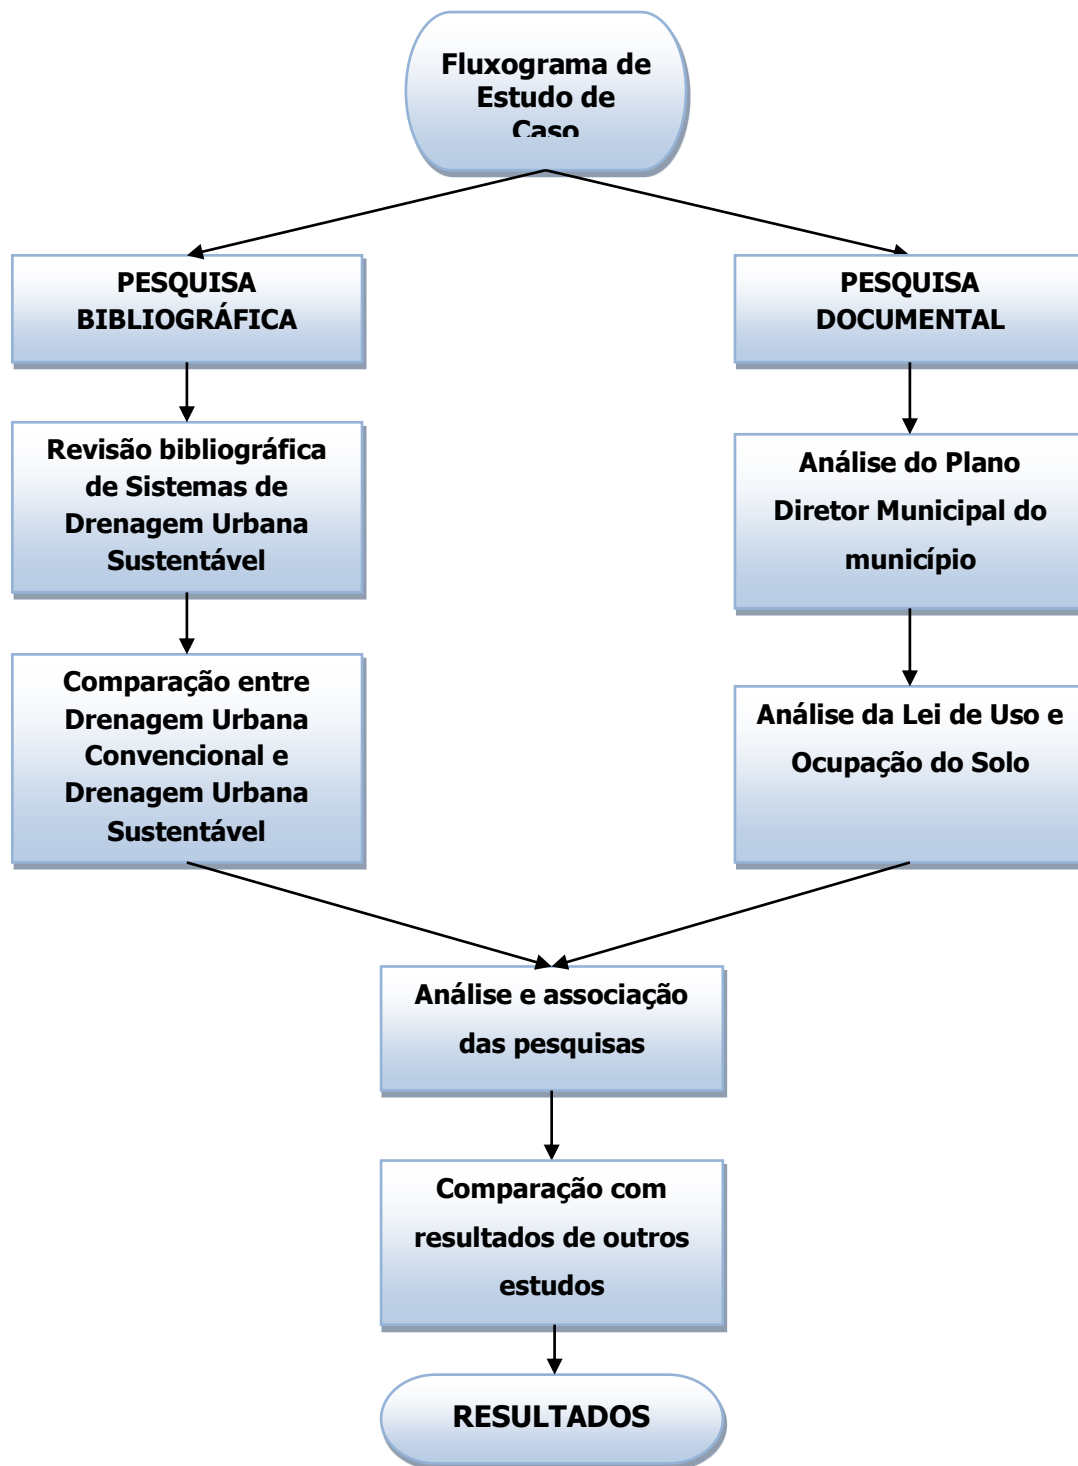 Fluxograma de
Estudo de
Caso
PESQUISA
BIBLIOGRÁFICA
Revisão bibliográfica
de Sistemas de
Drenagem Urbana
Sustentável
Comparação entre
Drenagem Urbana
Convencional e
Drenagem Urbana
Sustentável
PESQUISA
DOCUMENTAL
Análise do Plano
Diretor Municipal do
município
Análise da Lei de Uso e
Ocupação do Solo
Análise e associação
das pesquisas
Comparação com
resultados de outros
estudos
RESULTADOS